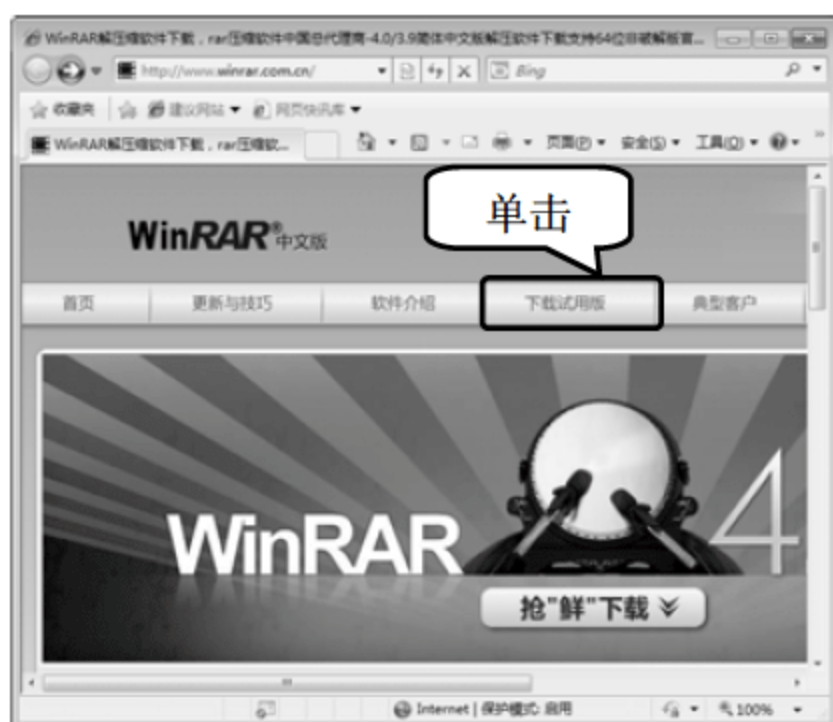 WinRAR解压缩软件下载，rar压缩软件中国总代理商-4.0/3.9简体中文版解压软件下载支持64位非破解版官...
http://www.winrar.com.cn/ Bing
收藏夹 建议网站 网页快讯库
WinRAR解压缩软件下载，rar压缩软... 页面(P) 安全(S) 工具(O)
单击
WinRAR®中文版
首页 更新与技巧 软件介绍 下载试用版 典型客户
WinRAR 4
抢"鲜"下载
Internet | 保护模式: 启用 100%